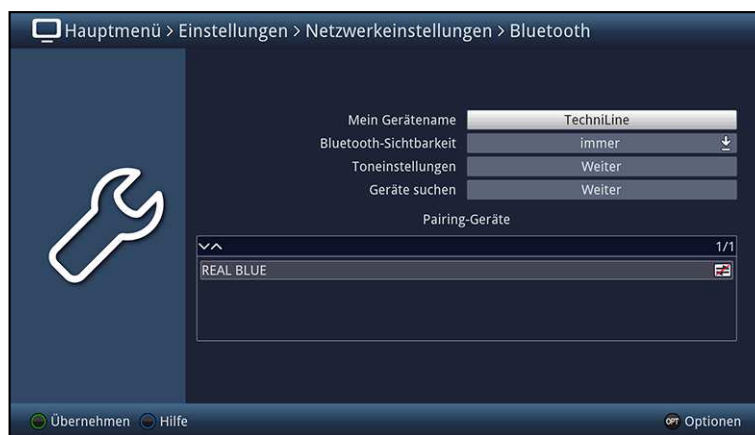 Hauptmenü > Einstellungen > Netzwerkeinstellungen > Bluetooth
Mein Gerätename TechniLine
Bluetooth-Sichtbarkeit immer
Toneinstellungen Weiter
Geräte suchen Weiter
Pairing-Geräte
1/1
REAL BLUE
Übernehmen Hilfe OPT Optionen